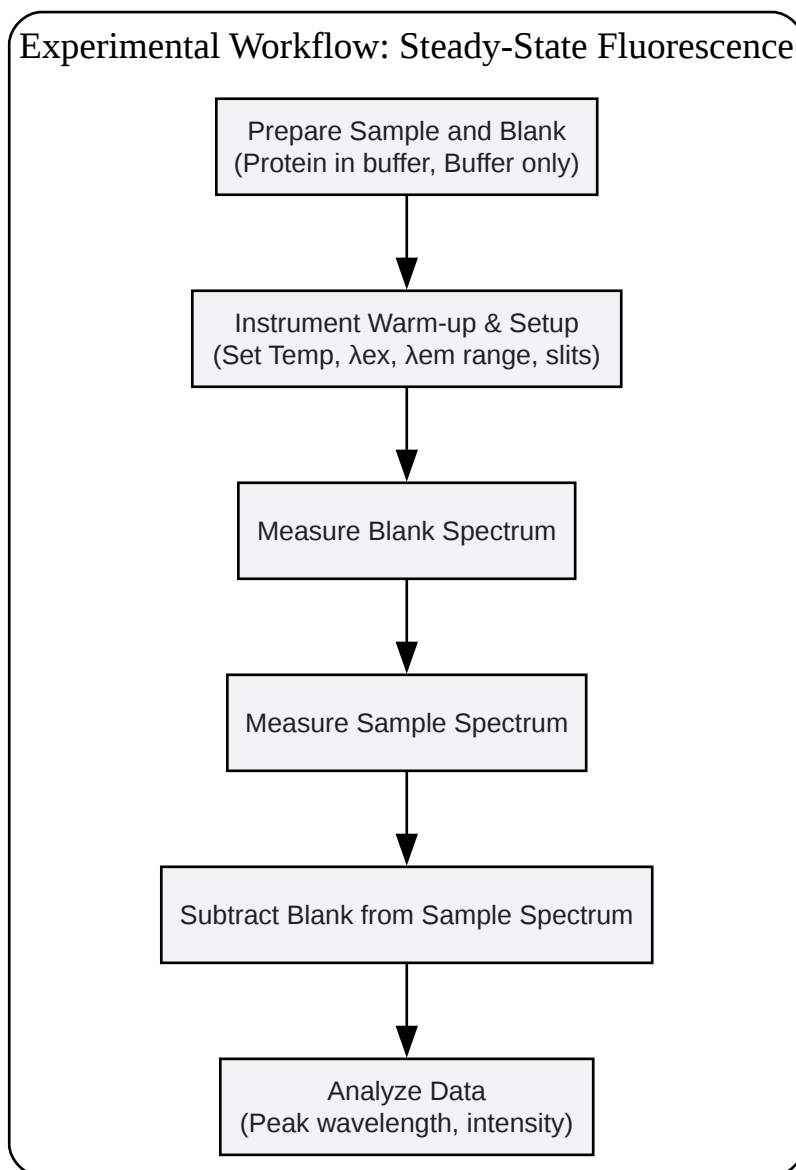 Experimental Workflow: Steady-State Fluorescence
Prepare Sample and Blank
(Protein in buffer, Buffer only)
Instrument Warm-up & Setup
(Set Temp, λex, λem range, slits)
Measure Blank Spectrum
Measure Sample Spectrum
Subtract Blank from Sample Spectrum
Analyze Data
(Peak wavelength, intensity)